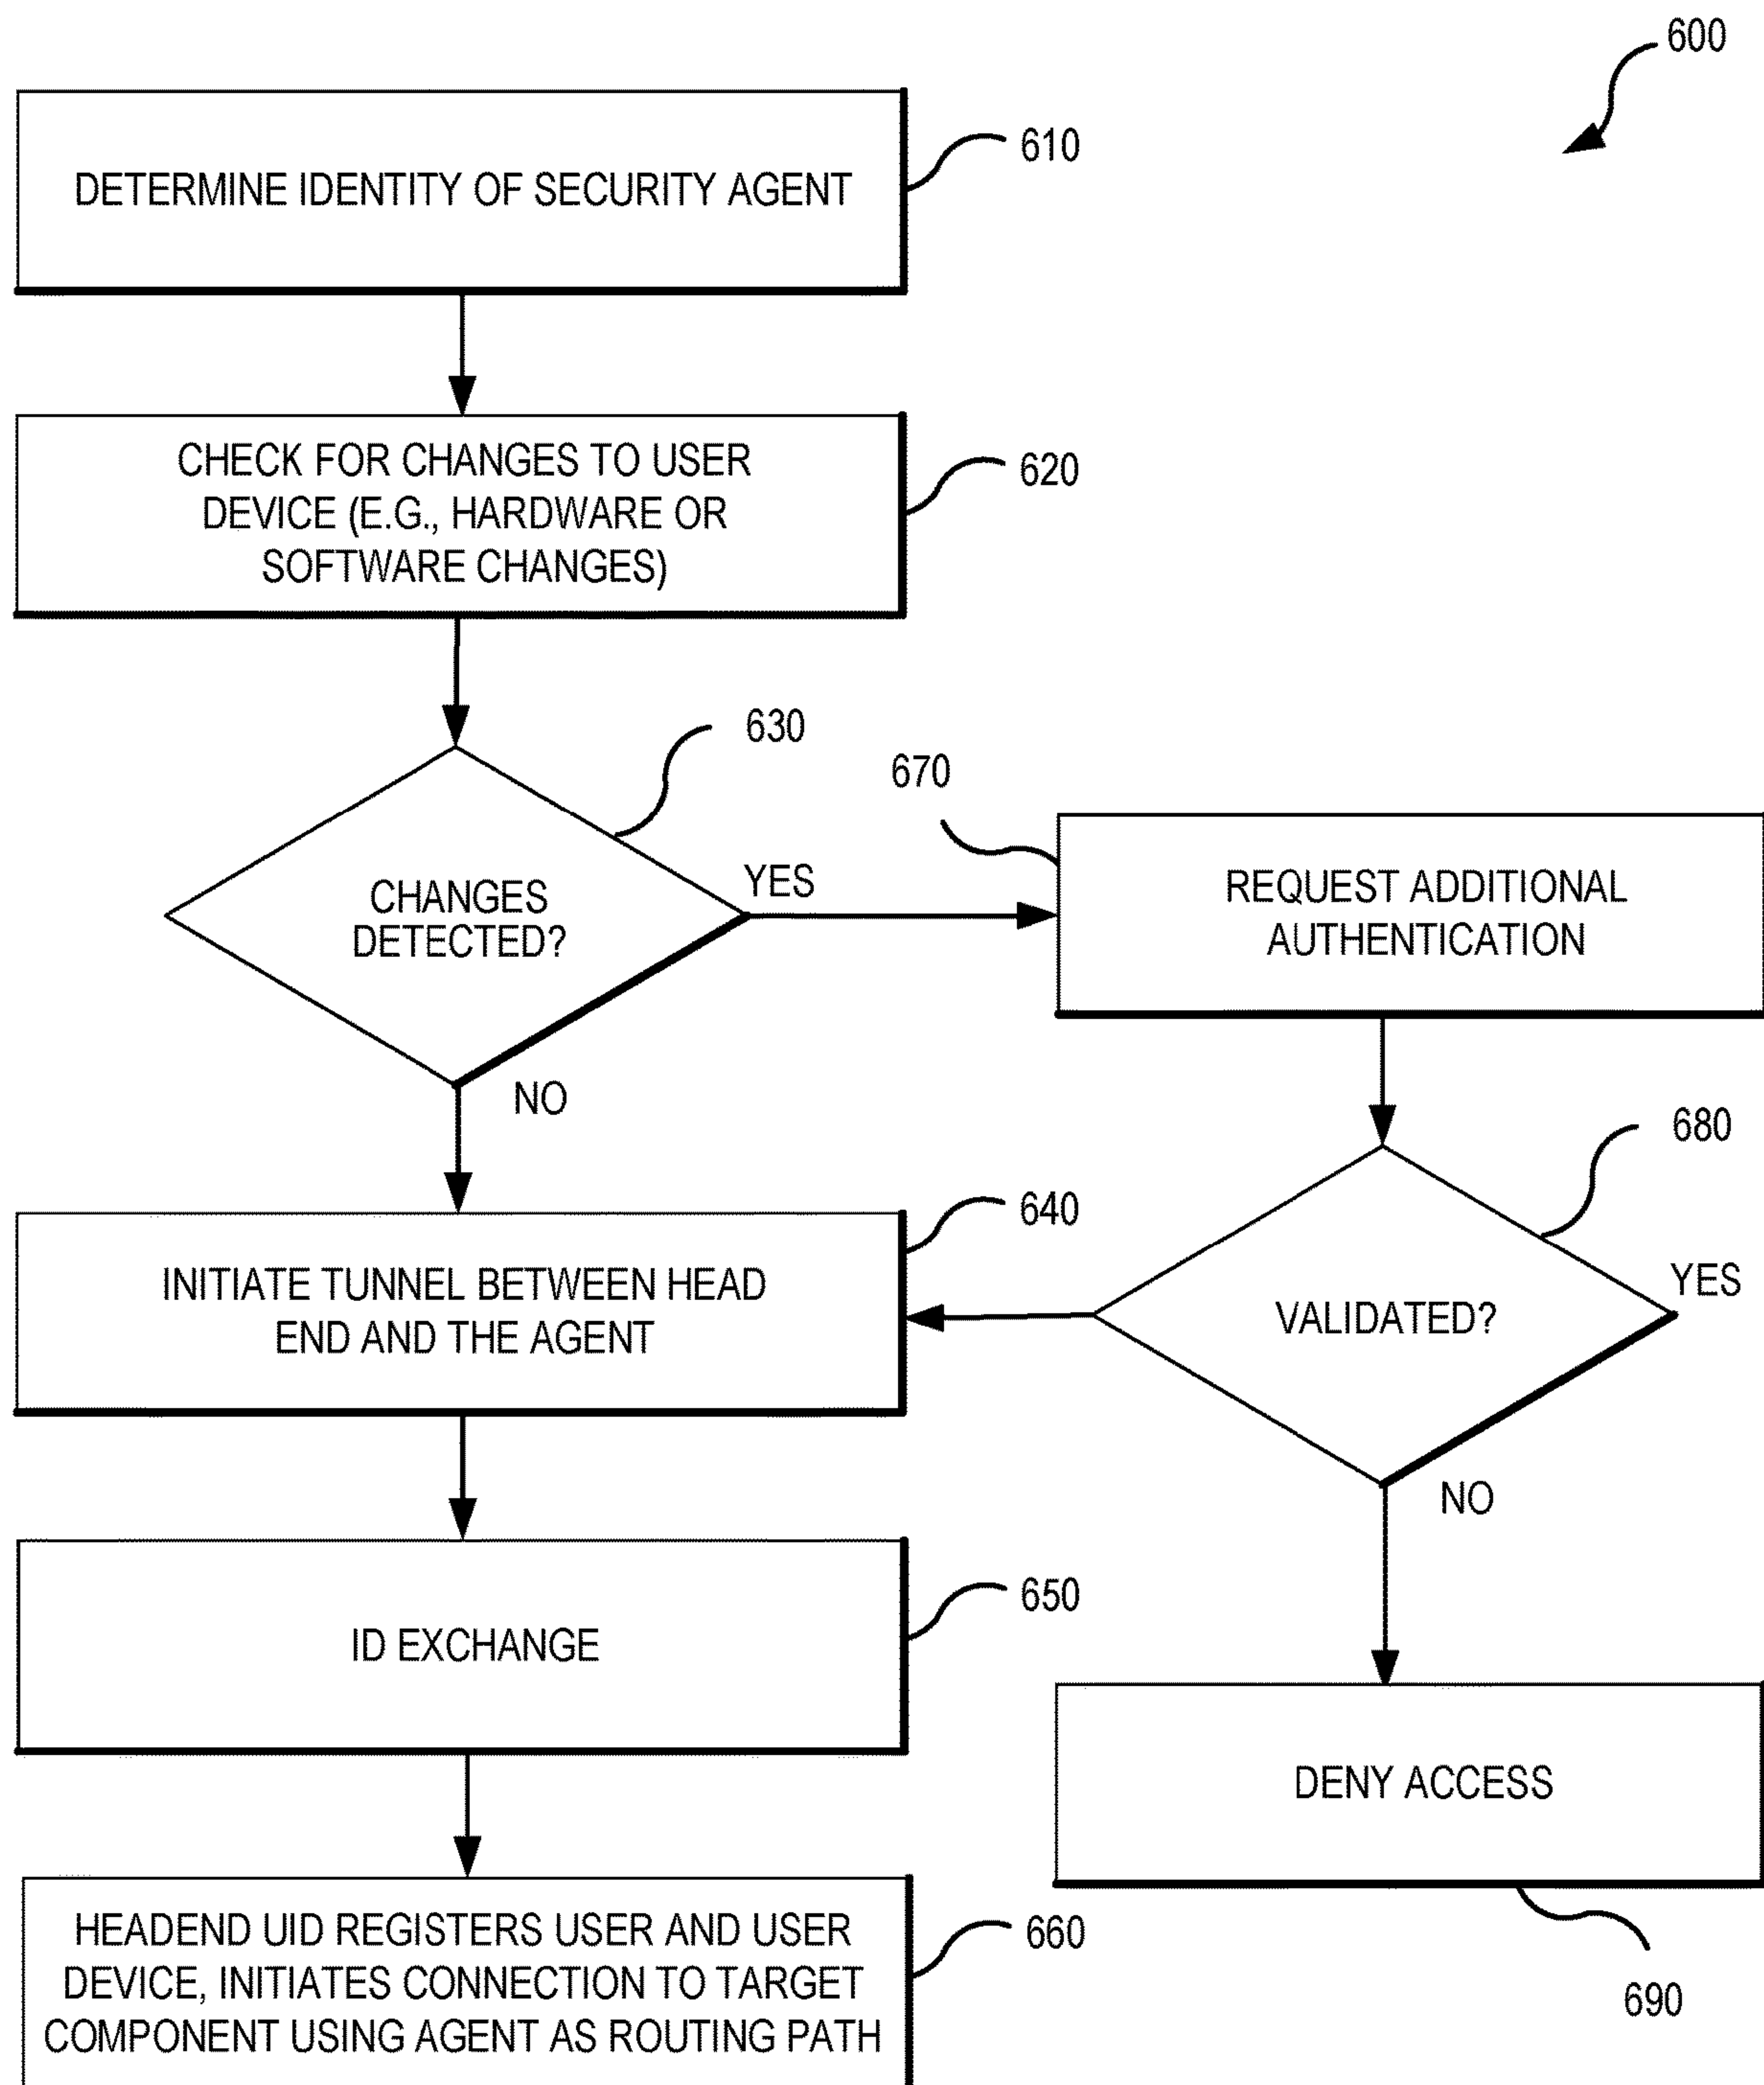 600
DETERMINE IDENTITY OF SECURITY AGENT
610
CHECK FOR CHANGES TO USER
DEVICE (E.G., HARDWARE OR
SOFTWARE CHANGES)
620
630
CHANGES
DETECTED?
YES
NO
670
REQUEST ADDITIONAL
AUTHENTICATION
680
VALIDATED?
YES
NO
640
INITIATE TUNNEL BETWEEN HEAD
END AND THE AGENT
650
ID EXCHANGE
DENY ACCESS
690
HEADEND UID REGISTERS USER AND USER
DEVICE, INITIATES CONNECTION TO TARGET
COMPONENT USING AGENT AS ROUTING PATH
660